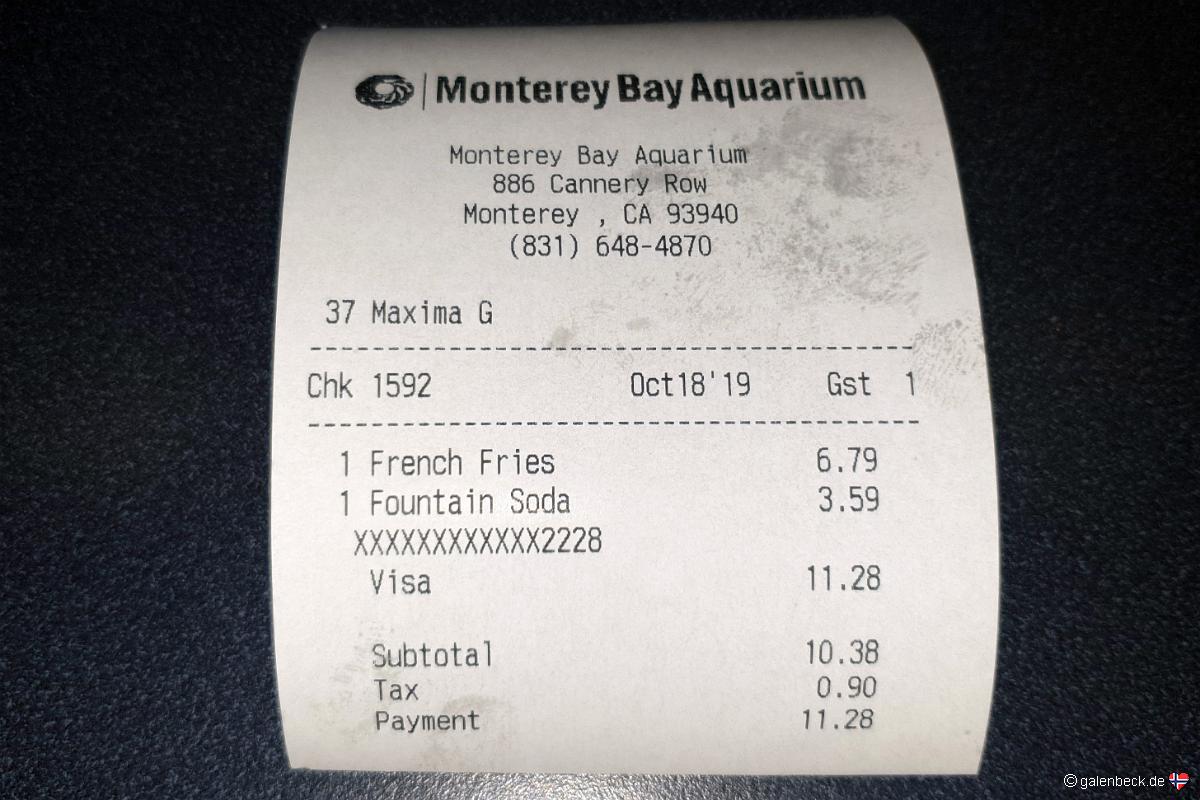 Monterey Bay Aquarium
Monterey Bay Aquarium
886 Cannery Row
Monterey , CA 93940
(831) 648-4870
37 Maxima G
Chk 1592 Oct18'19 Gst 1
1 French Fries 6.79
1 Fountain Soda 3.59
XXXXXXXXXXXX2228
Visa 11.28
Subtotal 10.38
Tax 0.90
Payment 11.28
© galenbeck.de